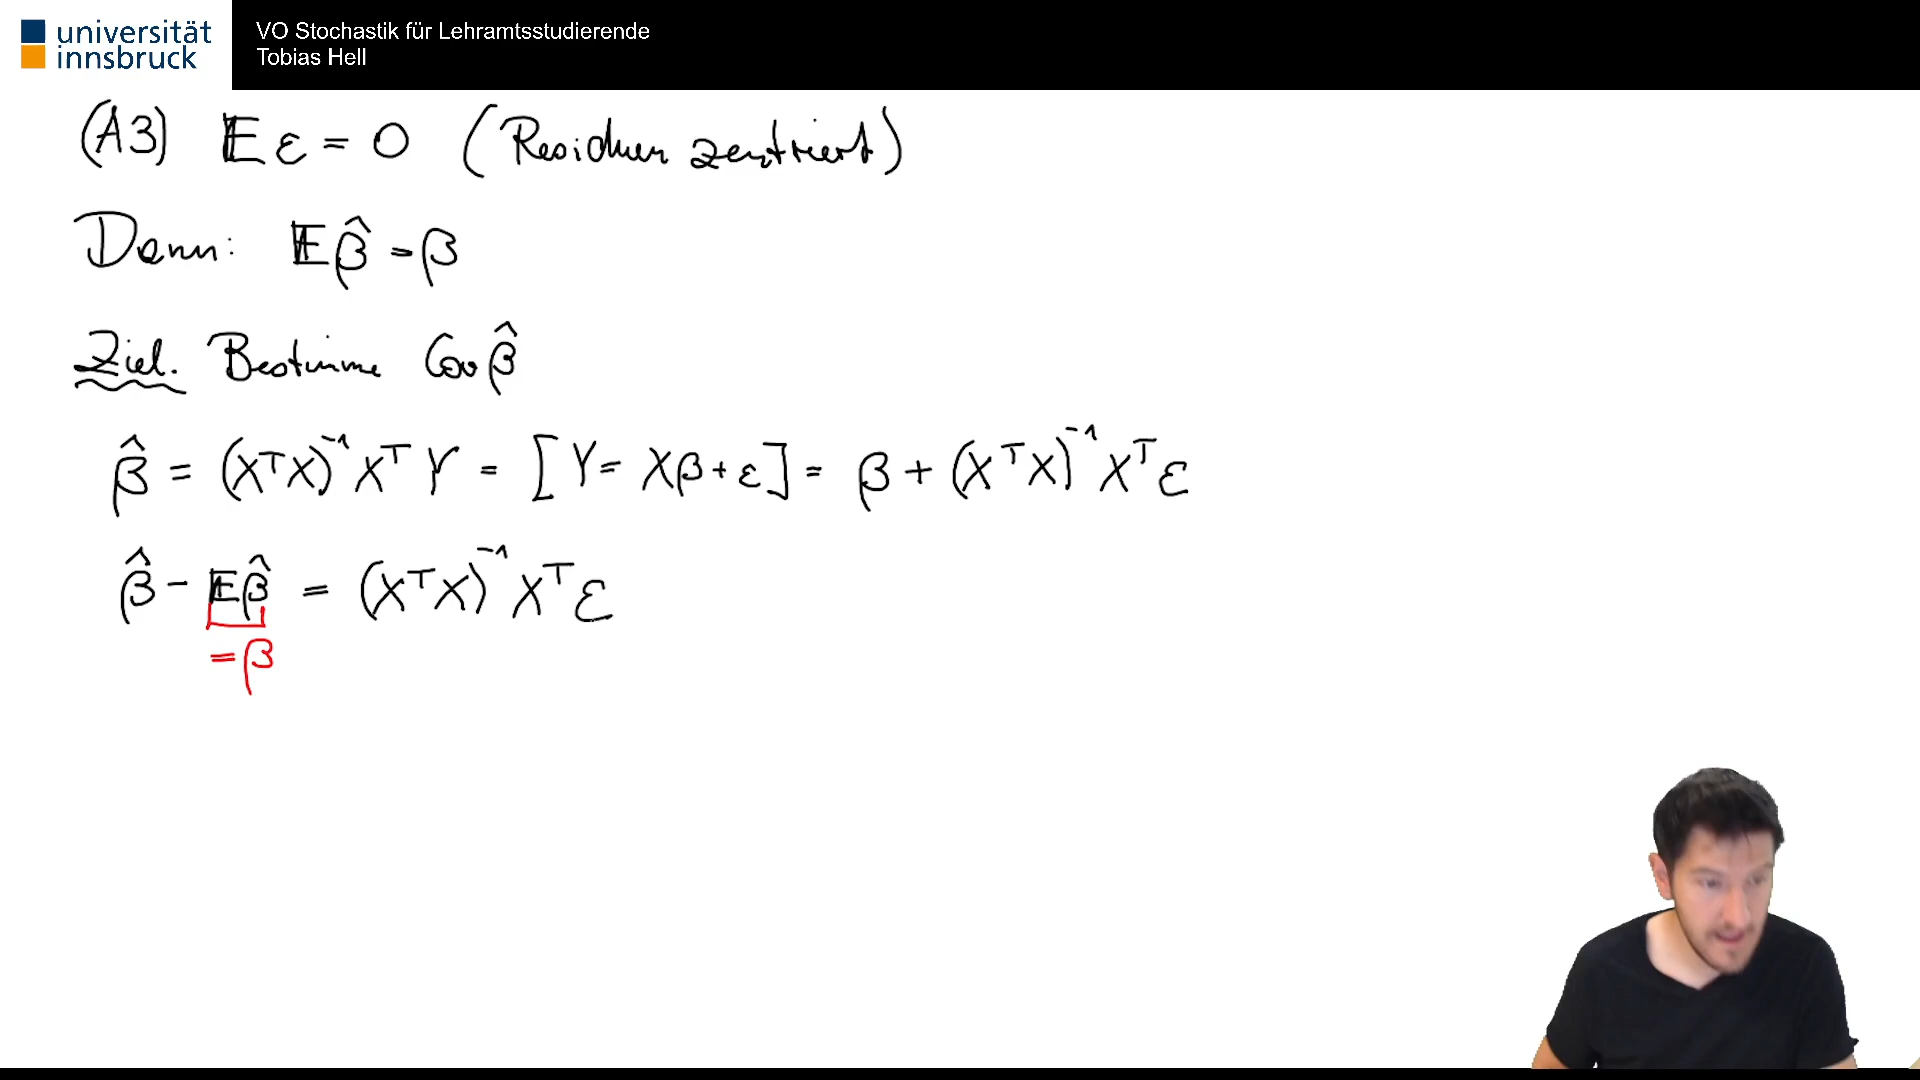 universität
innsbruck
VO Stochastik für Lehramtsstudierende
Tobias Hell
(A3) 𝔼ε = 0 (Residuen zentriert)
Dann: 𝔼β̂ = β
Ziel. Bestimme Cov β̂
β̂ = (XᵀX)⁻¹XᵀY = [Y = Xβ + ε] = β + (XᵀX)⁻¹Xᵀε
β̂ − 𝔼β̂ = (XᵀX)⁻¹Xᵀε
= β